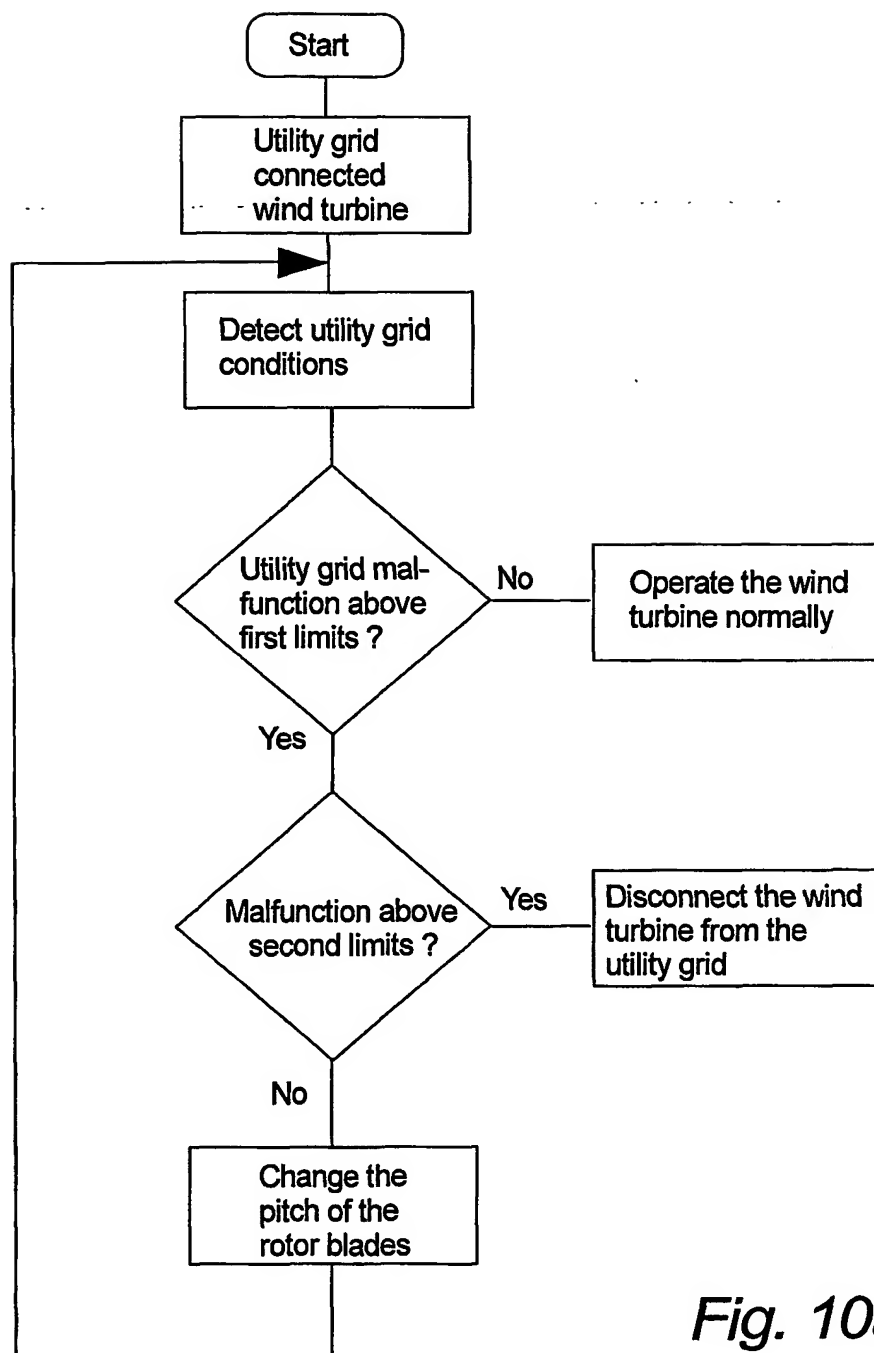 Start
Utility grid
connected
wind turbine
Detect utility grid
conditions
Utility grid mal-
function above
first limits ?
No
Operate the wind
turbine normally
Yes
Malfunction above
second limits ?
Yes
Disconnect the wind
turbine from the
utility grid
No
Change the
pitch of the
rotor blades
Fig. 10